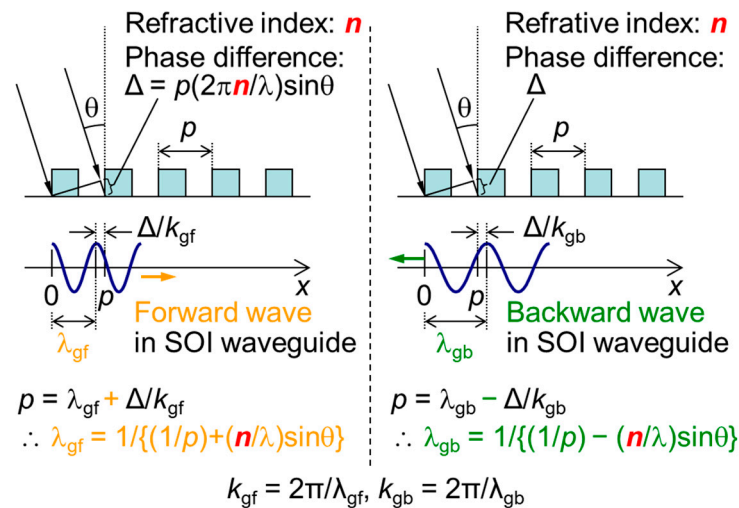 Refractive index: n
Phase difference:
Δ = p(2πn/λ)sinθ
θ
p
Δ/kgf
0
p
x
λgf
Forward wave
in SOI waveguide
p = λgf + Δ/kgf
∴ λgf = 1/{(1/p)+(n/λ)sinθ}
Refrative index: n
Phase difference:
Δ
θ
p
Δ/kgb
0
p
x
λgb
Backward wave
in SOI waveguide
p = λgb − Δ/kgb
∴ λgb = 1/{(1/p) − (n/λ)sinθ}
kgf = 2π/λgf, kgb = 2π/λgb